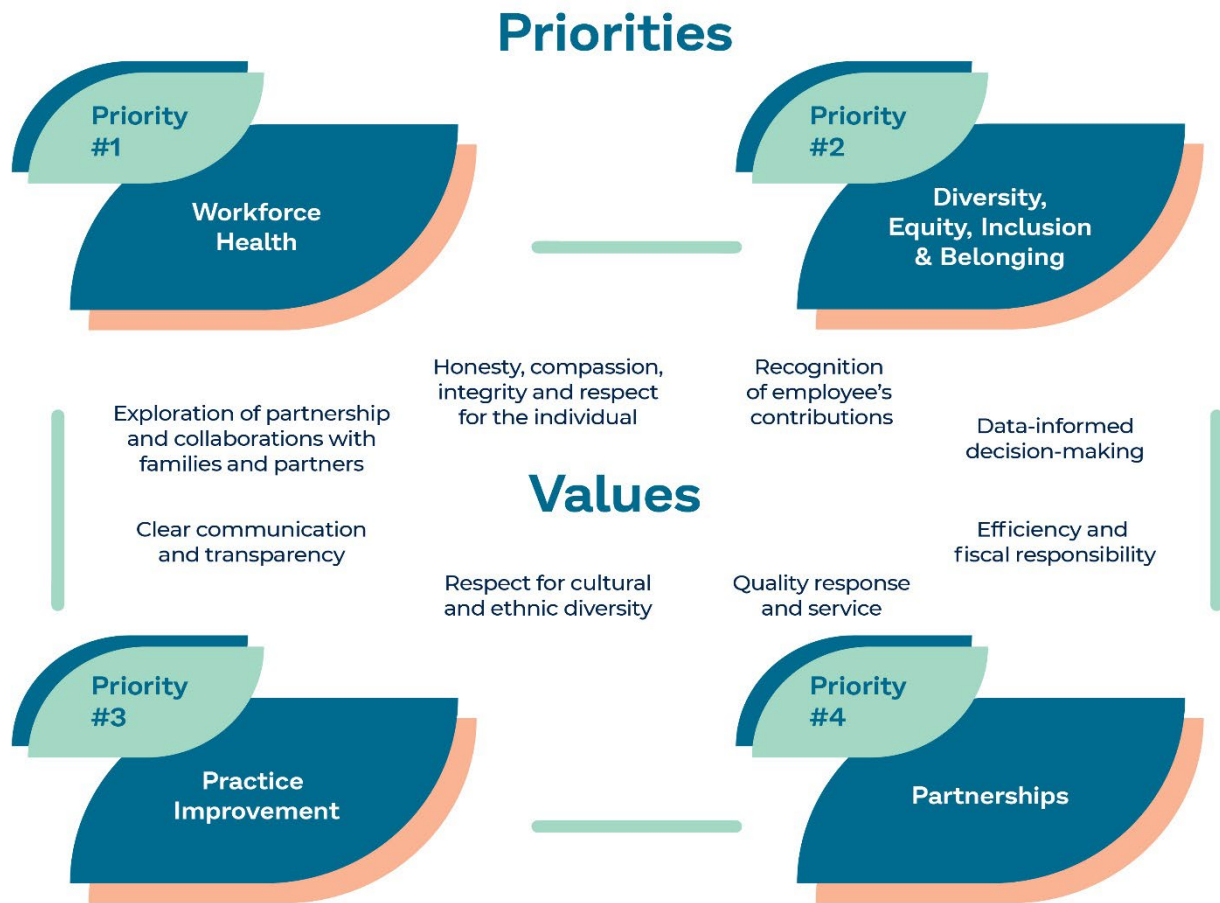 Priorities
Priority
#1
Workforce
Health
Priority
#2
Diversity,
Equity, Inclusion
& Belonging
Honesty, compassion,
integrity and respect
for the individual
Recognition
of employee's
contributions
Exploration of partnership
and collaborations with
families and partners
Data-informed
decision-making
Values
Clear communication
and transparency
Efficiency and
fiscal responsibility
Respect for cultural
and ethnic diversity
Quality response
and service
Priority
#3
Practice
Improvement
Priority
#4
Partnerships